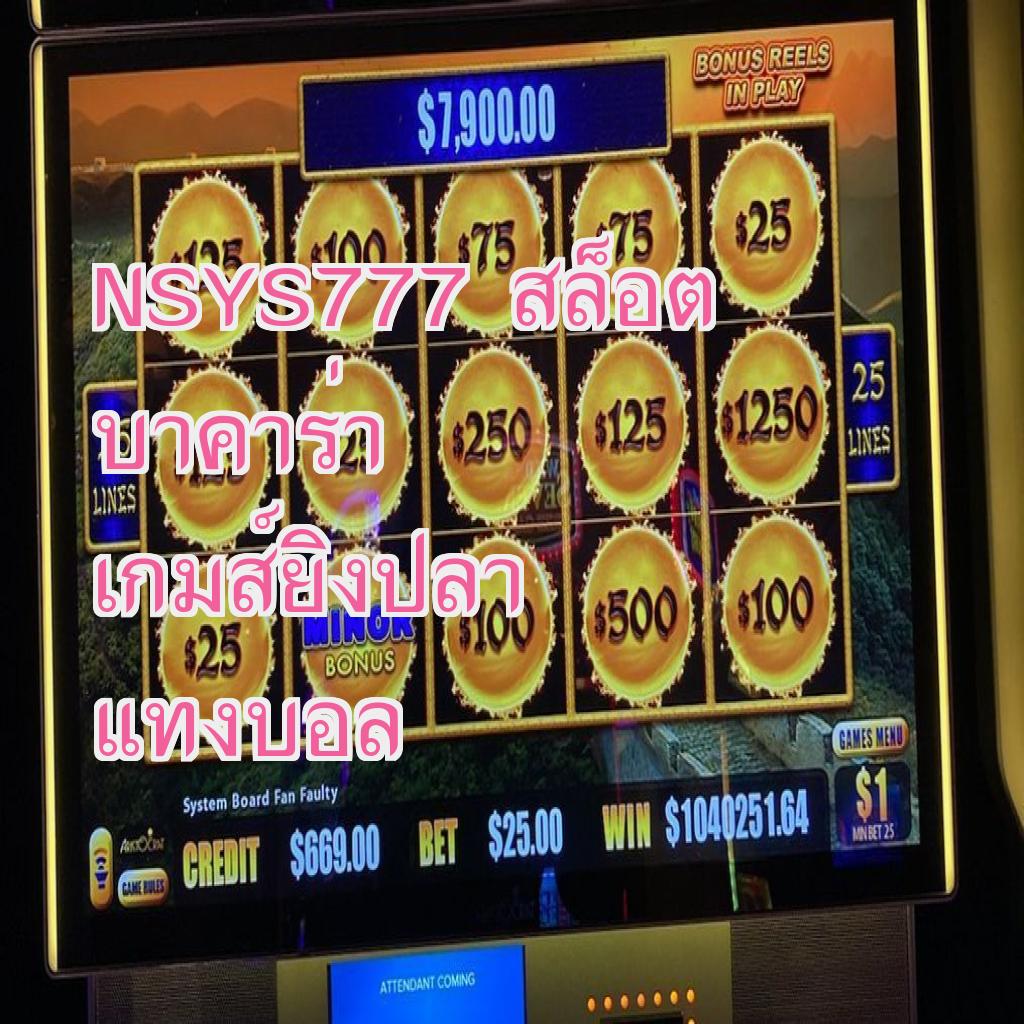 BONUS REELS
IN PLAY
$7,900.00
$125 $100 $75 $75 $25
NSYS777 สล็อต
บาคาร่า
เกมส์ยิงปลา
แทงบอล
$250 $125 $1250
25
LINES
LINES
$25 MINOR BONUS $100 $500 $100
GAMES MENU
$1
MIN BET 25
System Board Fan Faulty
ARISTOCRAT
GAME RULES
CREDIT $669.00 BET $25.00 WIN $1040251.64
ATTENDANT COMING